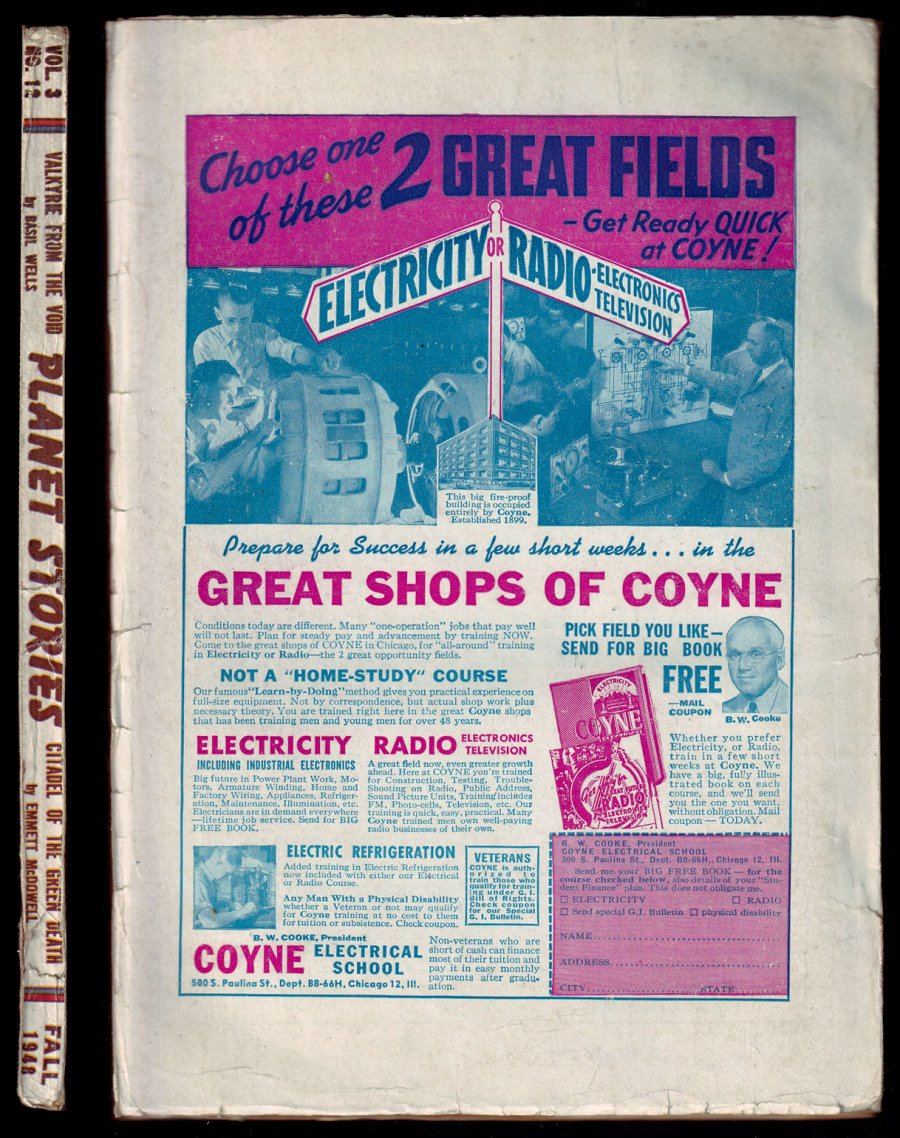 VOL. 3
NO. 12
VALKYRIE FROM THE VOID
by BASIL WELLS
PLANET STORIES
CITADEL OF THE GREEN DEATH
by EMMETT McDOWELL
FALL
1948
Choose one
of these 2 GREAT FIELDS
– Get Ready QUICK
at COYNE!
ELECTRICITY OR RADIO-ELECTRONICS
TELEVISION
This big fire-proof
building is occupied
entirely by Coyne.
Established 1899.
Prepare for Success in a few short weeks... in the
GREAT SHOPS OF COYNE
Conditions today are different. Many "one-operation" jobs that pay well
will not last. Plan for steady pay and advancement by training NOW.
Come to the great shops of COYNE in Chicago, for "all-around" training
in Electricity or Radio—the 2 great opportunity fields.
NOT A "HOME-STUDY" COURSE
Our famous "Learn-by-Doing" method gives you practical experience on
full-size equipment. Not by correspondence, but actual shop work plus
necessary theory. You are trained right here in the great Coyne shops
that has been training men and young men for over 48 years.
ELECTRICITY
INCLUDING INDUSTRIAL ELECTRONICS
Big future in Power Plant Work, Mo-
tors, Armature Winding, Home and
Factory Wiring, Appliances, Refriger-
ation, Maintenance, Illumination, etc.
Electricians are in demand everywhere
—lifetime job service. Send for BIG
FREE BOOK.
RADIO ELECTRONICS
TELEVISION
A great field now, even greater growth
ahead. Here at COYNE you're trained
for Construction, Testing, Trouble-
Shooting on Radio, Public Address,
Sound Picture Units, Training includes
FM, Photo-cells, Television, etc. Our
training is quick, easy, practical. Many
Coyne trained men own well-paying
radio businesses of their own.
PICK FIELD YOU LIKE—
SEND FOR BIG BOOK
FREE
—MAIL
COUPON
B. W. Cooke
ELECTRICITY
COYNE
RADIO
ELECTRONICS
TELEVISION
Whether you prefer
Electricity, or Radio,
train in a few short
weeks at Coyne. We
have a big, fully illus-
trated book on each
course, and we'll send
you the one you want,
without obligation. Mail
coupon — TODAY.
ELECTRIC REFRIGERATION
Added training in Electric Refrigeration
now included with either our Electrical
or Radio Course.
Any Man With a Physical Disability
whether a Veteran or not may qualify
for Coyne training at no cost to them
for tuition or subsistence. Check coupon.
VETERANS
COYNE is auth-
orized to
train those who
qualify for train-
ing under G. I.
Bill of Rights.
Check coupon
for our Special
G. I. Bulletin.
B. W. COOKE, President
COYNE ELECTRICAL
SCHOOL
500 S. Paulina St., Dept. B8-66H, Chicago 12, Ill.
Non-veterans who are
short of cash can finance
most of their tuition and
pay it in easy monthly
payments after gradu-
ation.
B. W. COOKE, President
COYNE ELECTRICAL SCHOOL
500 S. Paulina St., Dept. B8-66H, Chicago 12, Ill.
Send me your BIG FREE BOOK — for the
course checked below, also details of your "Stu-
dent Finance" plan. This does not obligate me.
☐ ELECTRICITY ☐ RADIO
☐ Send special G.I. Bulletin ☐ physical disability
NAME
ADDRESS
CITY STATE